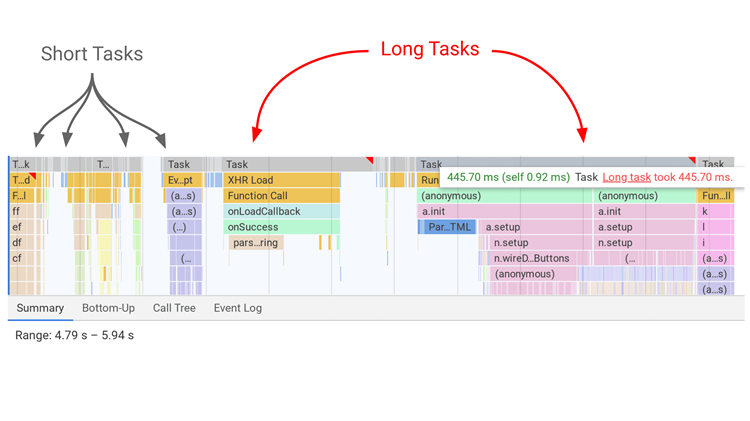 Short Tasks
Long Tasks
T...k T... Task Task Task Task
T...d Ev...pt XHR Load Run
445.70 ms (self 0.92 ms) Task Long task took 445.70 ms.
F...l (a...s) Function Call (anonymous) (anonymous) Fun...ll
ff (a...s) onLoadCallback a.init a.init k
ef (...) onSuccess Par...TML a.setup a.setup l
df pars...ring n.setup n.setup i
cf (... n.wireD...Buttons (... (a...s)
(anonymous) (a...s)
(a...s)
Summary Bottom-Up Call Tree Event Log
Range: 4.79 s – 5.94 s